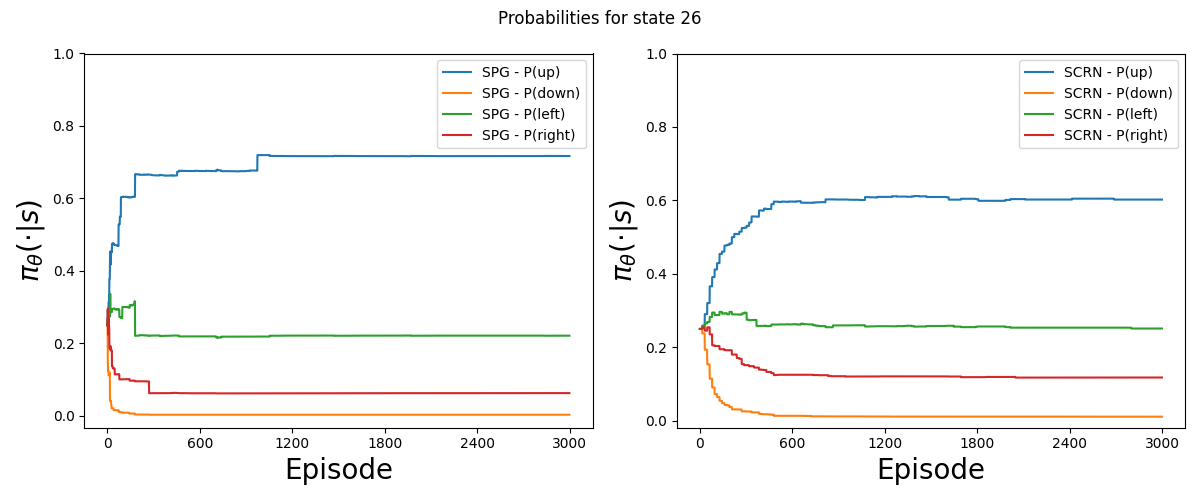 Probabilities for state 26
1.0
0.8
0.6
0.4
0.2
0.0
π_θ(·|s)
SPG - P(up)
SPG - P(down)
SPG - P(left)
SPG - P(right)
0 600 1200 1800 2400 3000
Episode
1.0
0.8
0.6
0.4
0.2
0.0
π_θ(·|s)
SCRN - P(up)
SCRN - P(down)
SCRN - P(left)
SCRN - P(right)
0 600 1200 1800 2400 3000
Episode